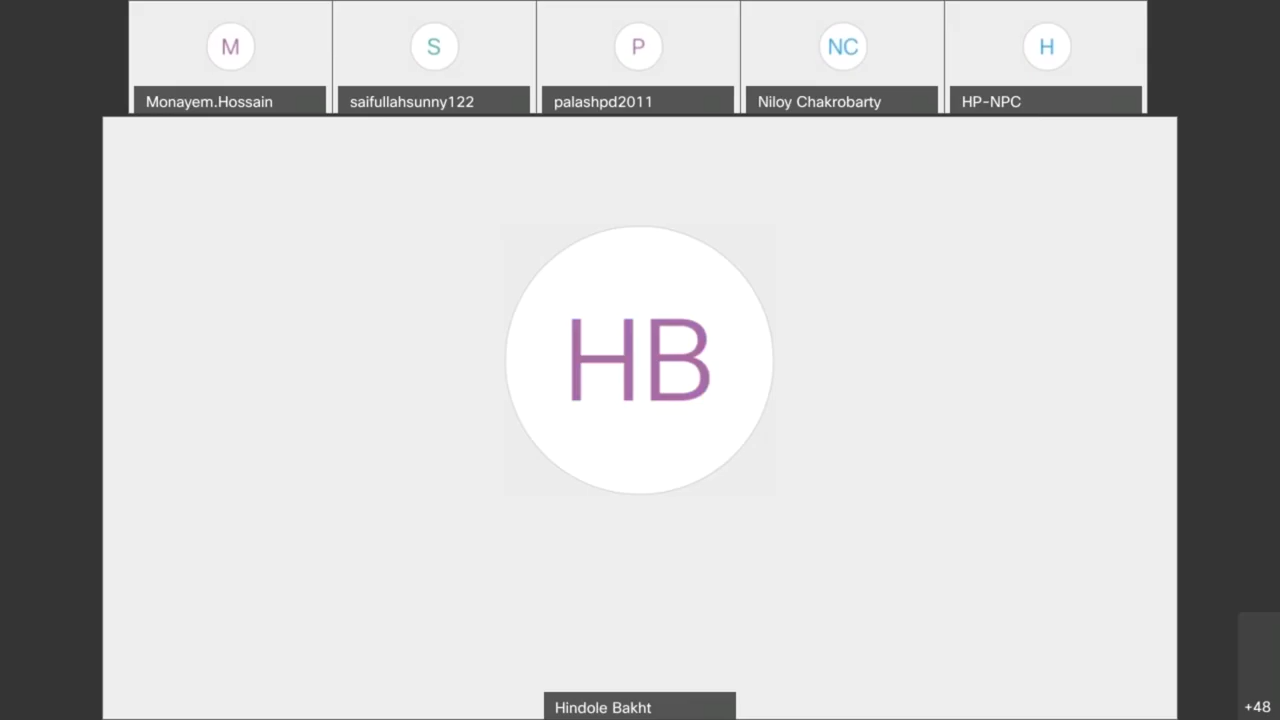 M
S
P
NC
H
Monayem.Hossain
saifullahsunny122
palashpd2011
Niloy Chakrobarty
HP-NPC
HB
Hindole Bakht
+48